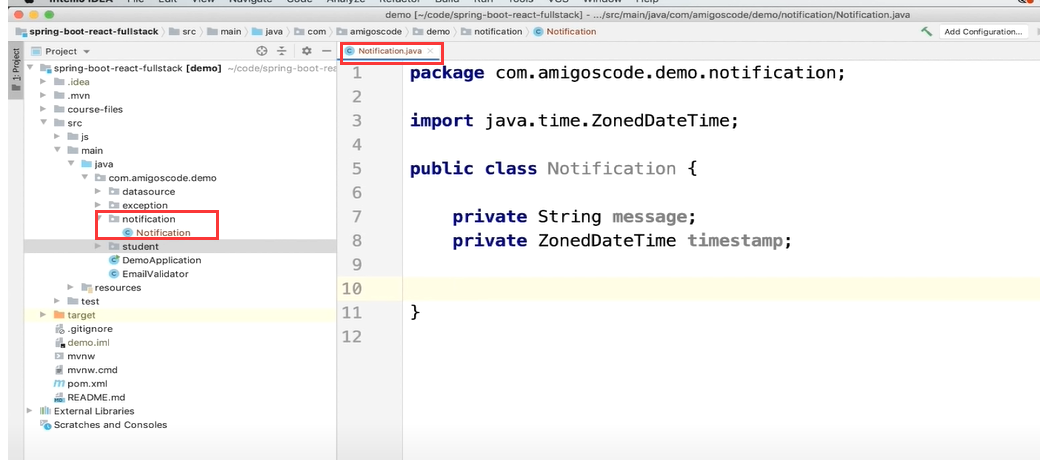 demo [~/code/spring-boot-react-fullstack] - .../src/main/java/com/amigoscode/demo/notification/Notification.java
spring-boot-react-fullstack
src
main
java
com
amigoscode
demo
notification
Notification
Add Configuration...
1: Project
Project
spring-boot-react-fullstack [demo] ~/code/spring-boot-rea
.idea
.mvn
course-files
src
js
main
java
com.amigoscode.demo
datasource
exception
notification
Notification
student
DemoApplication
EmailValidator
resources
test
target
.gitignore
demo.iml
mvnw
mvnw.cmd
pom.xml
README.md
External Libraries
Scratches and Consoles
Notification.java
1 package com.amigoscode.demo.notification;
2
3 import java.time.ZonedDateTime;
4
5 public class Notification {
6
7 private String message;
8 private ZonedDateTime timestamp;
9
10
11 }
12